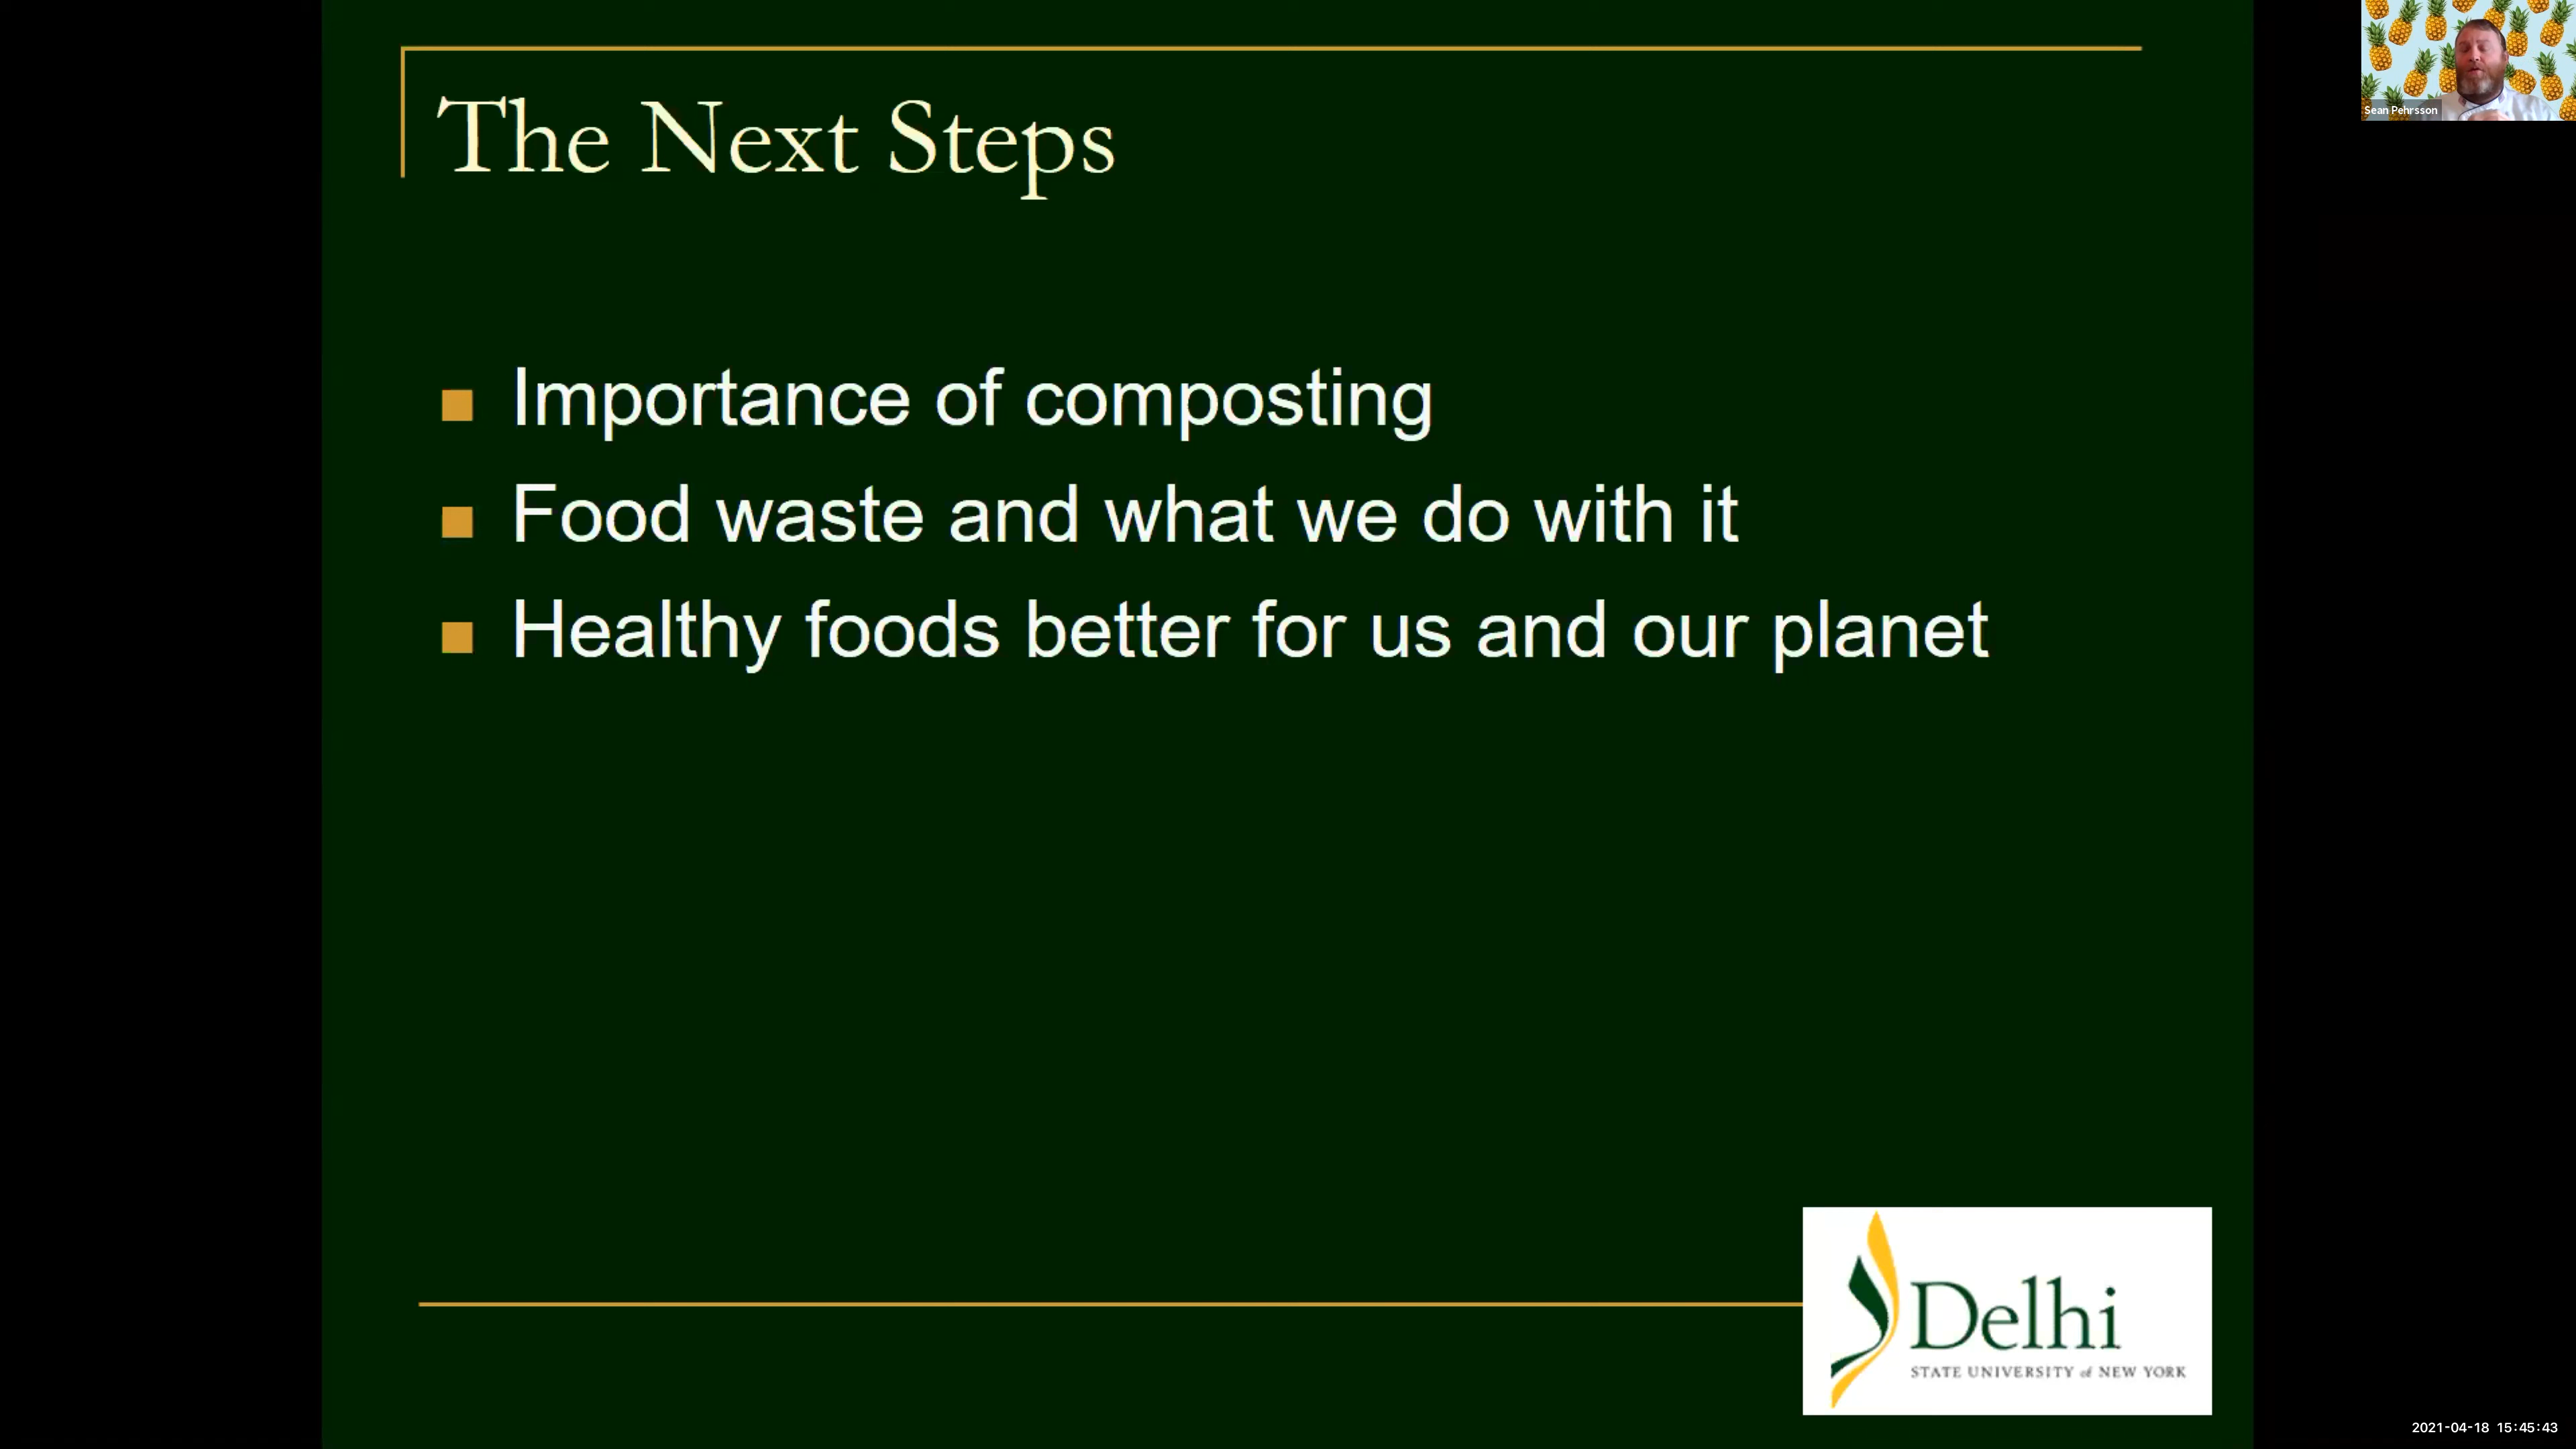 The Next Steps
Sean Pehrsson
Importance of composting
Food waste and what we do with it
Healthy foods better for us and our planet
Delhi
STATE UNIVERSITY of NEW YORK
2021-04-18 15:45:43